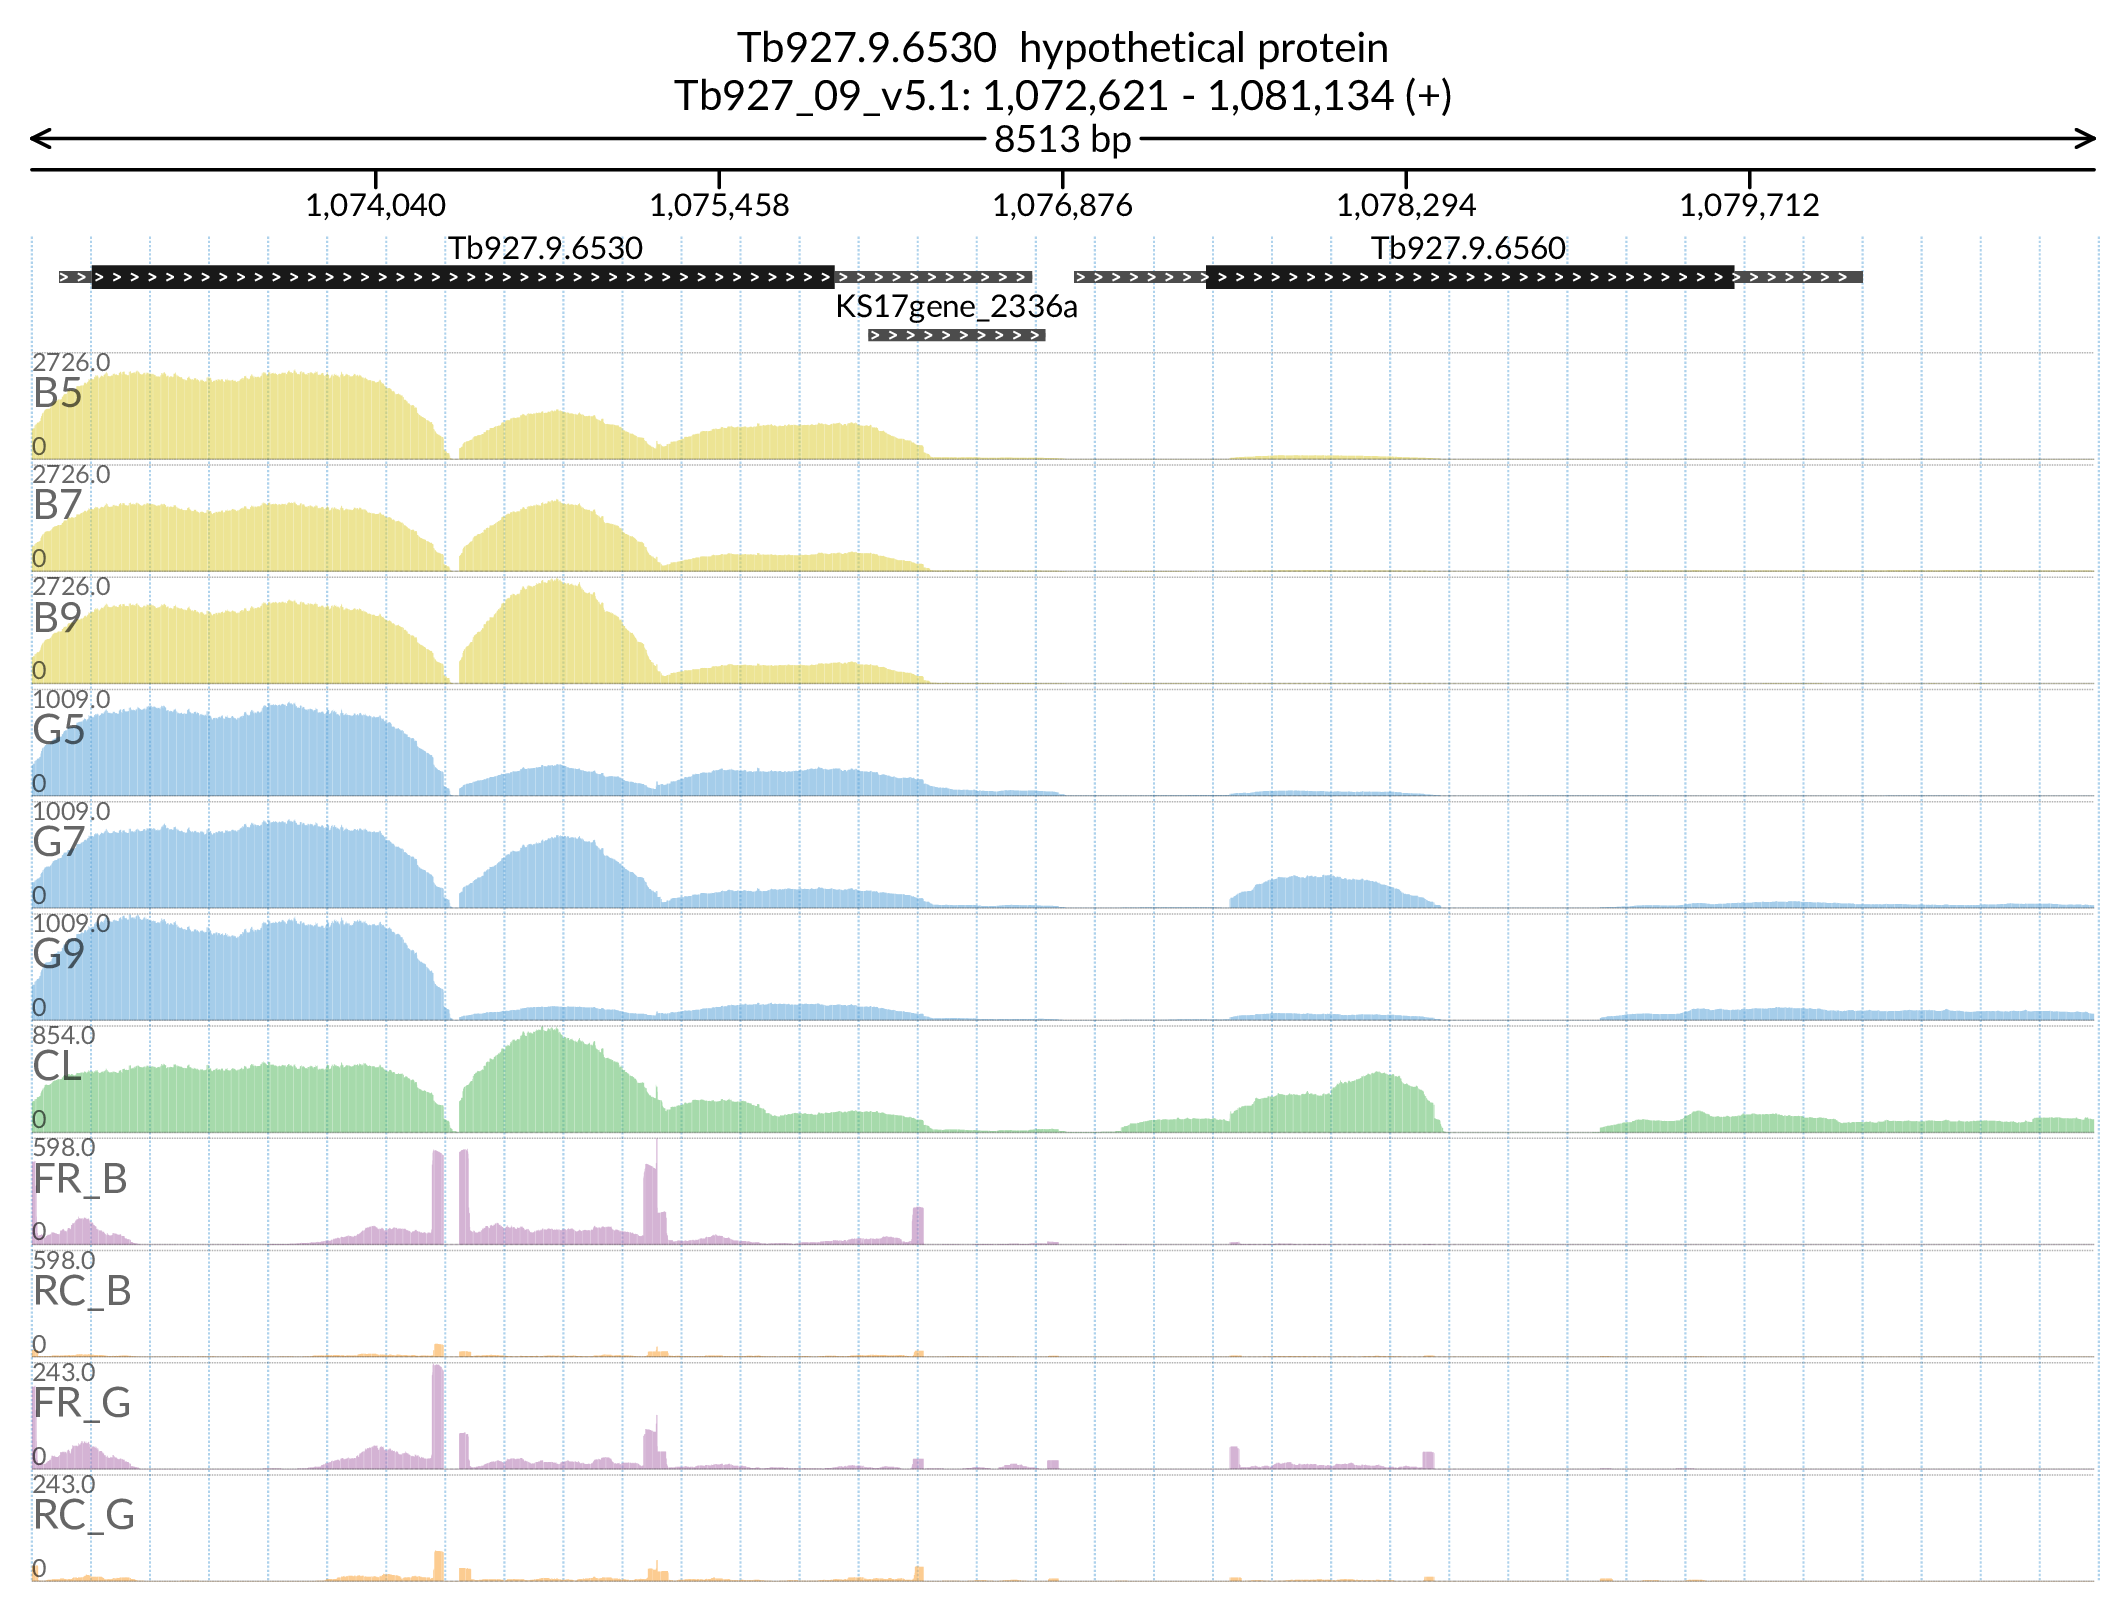 Tb927.9.6530  hypothetical protein
Tb927_09_v5.1: 1,072,621 - 1,081,134 (+)
8513 bp
1,074,040 1,075,458 1,076,876 1,078,294 1,079,712
Tb927.9.6530 Tb927.9.6560
KS17gene_2336a
2726.0
B5
0
2726.0
B7
0
2726.0
B9
0
1009.0
G5
0
1009.0
G7
0
1009.0
G9
0
854.0
CL
0
598.0
FR_B
0
598.0
RC_B
0
243.0
FR_G
0
243.0
RC_G
0